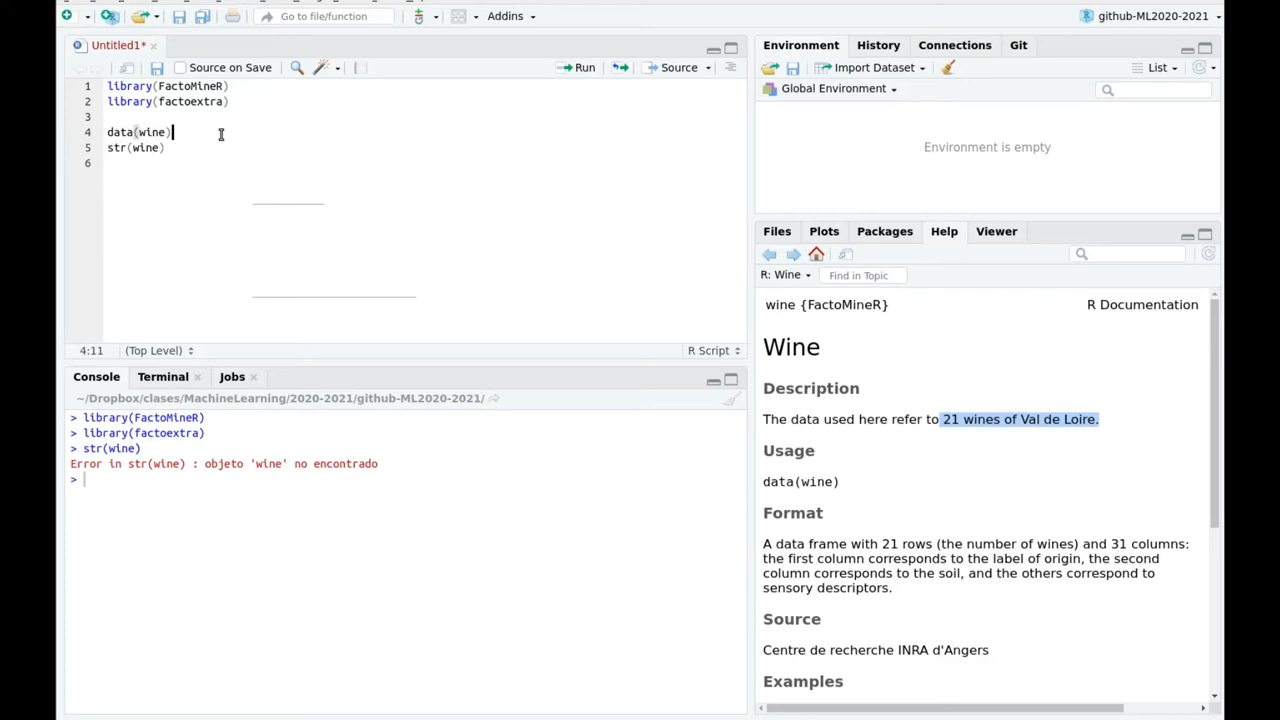 Go to file/function
Addins
github-ML2020-2021
Untitled1*
Source on Save
Run
Source
1 library(FactoMineR)
2 library(factoextra)
3
4 data(wine)
5 str(wine)
6
4:11 (Top Level)
R Script
Console Terminal Jobs
~/Dropbox/clases/MachineLearning/2020-2021/github-ML2020-2021/
> library(FactoMineR)
> library(factoextra)
> str(wine)
Error in str(wine) : objeto 'wine' no encontrado
>
Environment History Connections Git
Import Dataset
List
Global Environment
Environment is empty
Files Plots Packages Help Viewer
R: Wine
Find in Topic
wine {FactoMineR}
R Documentation
Wine
Description
The data used here refer to 21 wines of Val de Loire.
Usage
data(wine)
Format
A data frame with 21 rows (the number of wines) and 31 columns:
the first column corresponds to the label of origin, the second
column corresponds to the soil, and the others correspond to
sensory descriptors.
Source
Centre de recherche INRA d'Angers
Examples